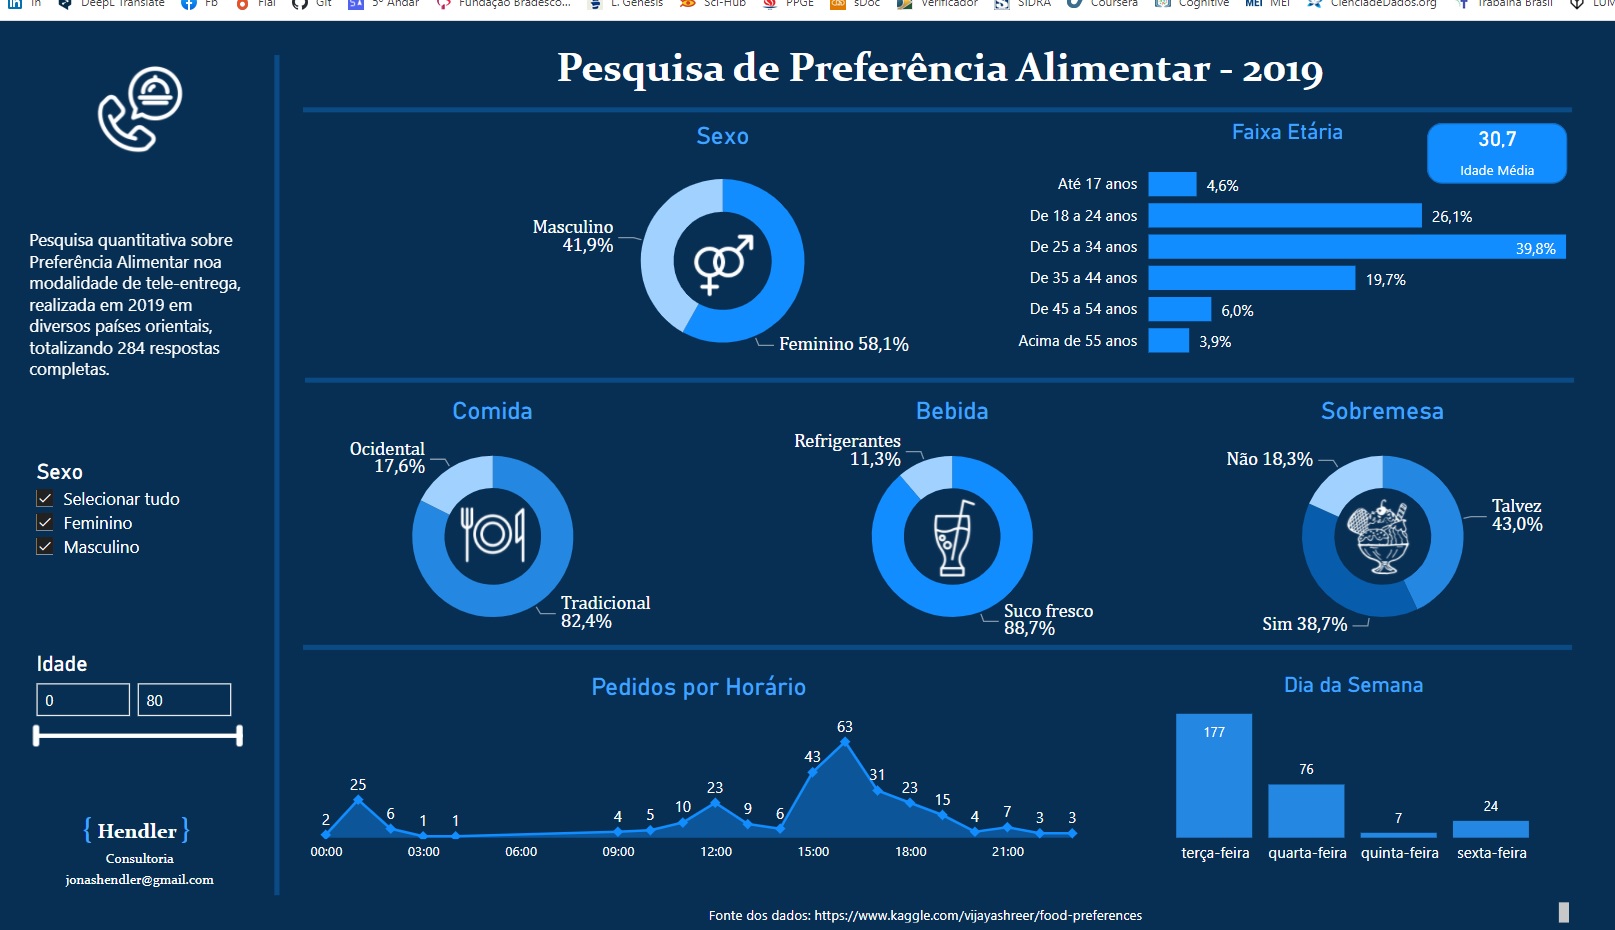 In
DeepL Translate
Fb
Fiai
Git
5º Andar
Fundação Bradesco...
L. Genesis
Sci-Hub
PPGE
sDoc
Verificador
SIDRA
Coursera
Cognitive
MEI MEI
CienciadeDados.org
Trabalha Brasil
Pesquisa de Preferência Alimentar - 2019
Pesquisa quantitativa sobre
Preferência Alimentar noa
modalidade de tele-entrega,
realizada em 2019 em
diversos países orientais,
totalizando 284 respostas
completas.
Sexo
Selecionar tudo
Feminino
Masculino
Idade
0
80
{ Hendler }
Consultoria
jonashendler@gmail.com
Sexo
Masculino
41,9%
Feminino 58,1%
Faixa Etária
30,7
Idade Média
Até 17 anos 4,6%
De 18 a 24 anos 26,1%
De 25 a 34 anos 39,8%
De 35 a 44 anos 19,7%
De 45 a 54 anos 6,0%
Acima de 55 anos 3,9%
Comida
Ocidental
17,6%
Tradicional
82,4%
Bebida
Refrigerantes
11,3%
Suco fresco
88,7%
Sobremesa
Não 18,3%
Talvez
43,0%
Sim 38,7%
Pedidos por Horário
2 25 6 1 1 4 5 10 23 9 6 43 63 31 23 15 4 7 3 3
00:00 03:00 06:00 09:00 12:00 15:00 18:00 21:00
Dia da Semana
177 76 7 24
terça-feira quarta-feira quinta-feira sexta-feira
Fonte dos dados: https://www.kaggle.com/vijayashreer/food-preferences